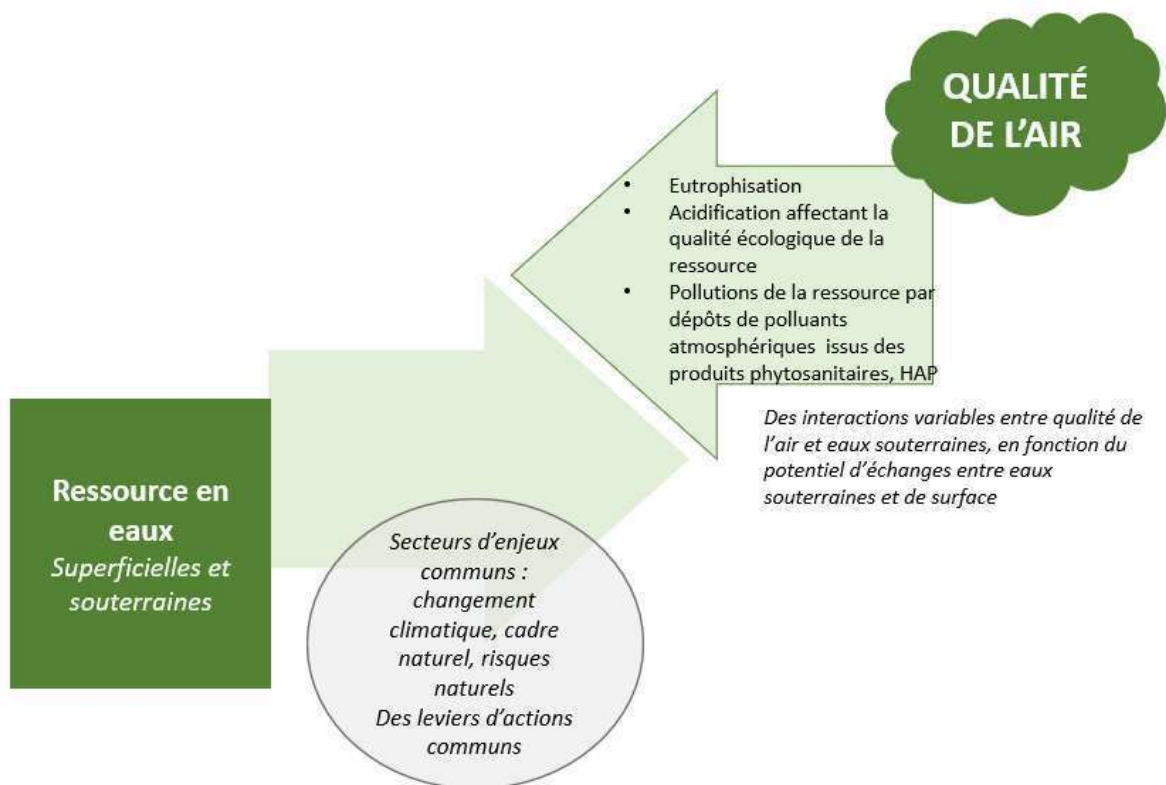 QUALITÉ
DE L'AIR
• Eutrophisation
• Acidification affectant la
qualité écologique de la
ressource
• Pollutions de la ressource par
dépôts de polluants
atmosphériques issus des
produits phytosanitaires, HAP
Des interactions variables entre qualité de
l'air et eaux souterraines, en fonction du
potentiel d'échanges entre eaux
souterraines et de surface
Ressource en
eaux
Superficielles et
souterraines
Secteurs d'enjeux
communs :
changement
climatique, cadre
naturel, risques
naturels
Des leviers d'actions
communs